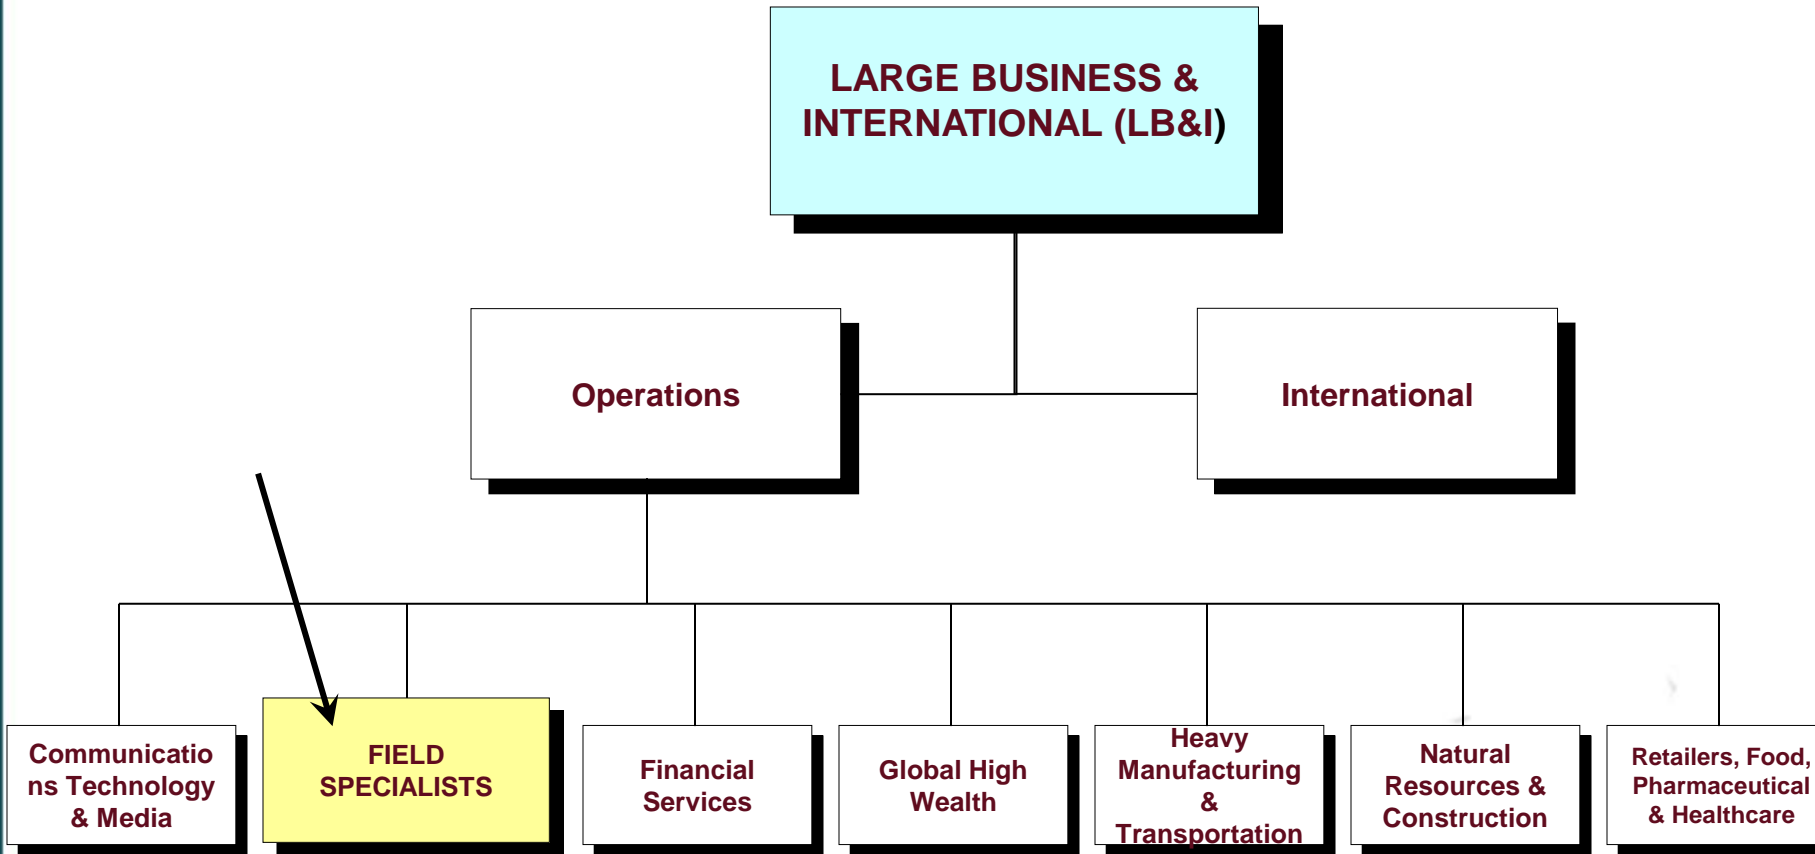 LARGE BUSINESS &
INTERNATIONAL (LB&I)
Operations
International
Communicatio
ns Technology
& Media
FIELD
SPECIALISTS
Financial
Services
Global High
Wealth
Heavy
Manufacturing
&
Transportation
Natural
Resources &
Construction
Retailers, Food,
Pharmaceutical
& Healthcare